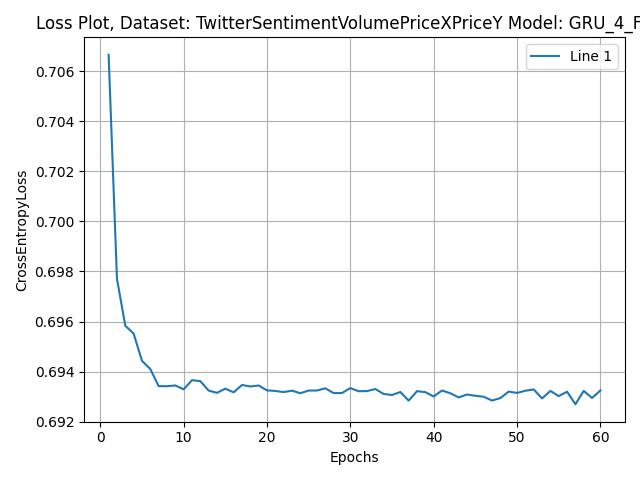 Loss Plot, Dataset: TwitterSentimentVolumePriceXPriceY Model: GRU_4_F
Line 1
0.706
0.704
0.702
0.700
0.698
0.696
0.694
0.692
CrossEntropyLoss
0 10 20 30 40 50 60
Epochs